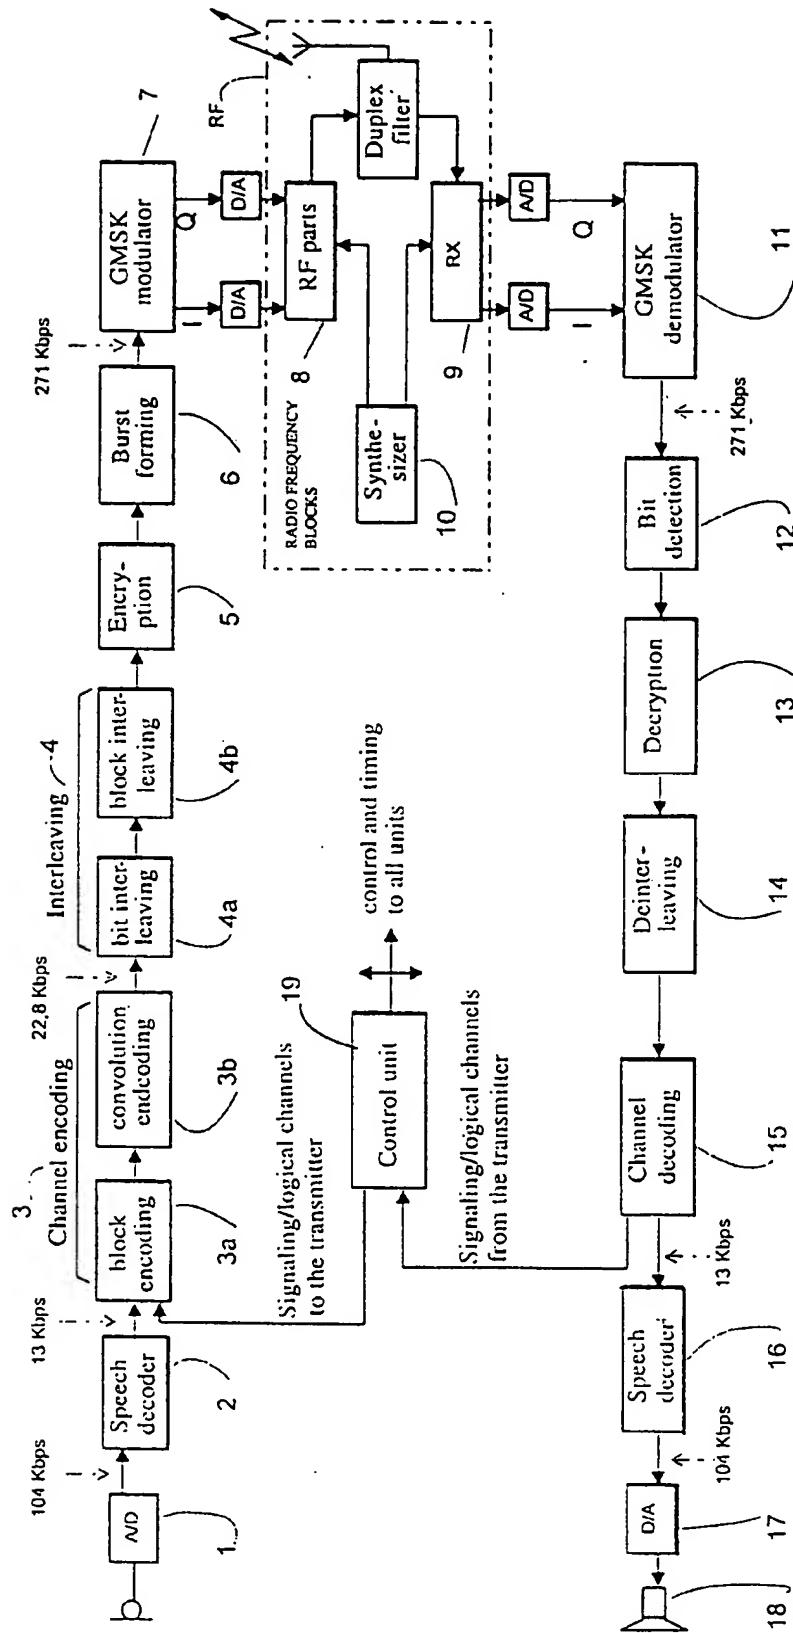 3
Channel encoding
Interleaving 4
104 Kbps
13 Kbps
22.8 Kbps
271 Kbps
A/D
Speech
decoder
block
encoding
convolution
endcoding
bit inter-
leaving
block inter-
leaving
Encry-
ption
Burst
forming
GMSK
modulator
1
2
3a
3b
4a
4b
5
6
7
I
Q
D/A
D/A
RF
RADIO FREQUENCY
BLOCKS
RF parts
8
Duplex
filter
Synthe-
sizer
10
RX
9
A/D
A/D
I
Q
Signaling/logical channels
to the transmitter
19
Control unit
control and timing
to all units
Signaling/logical channels
from the transmitter
D/A
Speech
decoder
Channel
decoding
Deinter-
leaving
Decryption
Bit
detection
GMSK
demodulator
104 Kbps
13 Kbps
271 Kbps
18
17
16
15
14
13
12
11